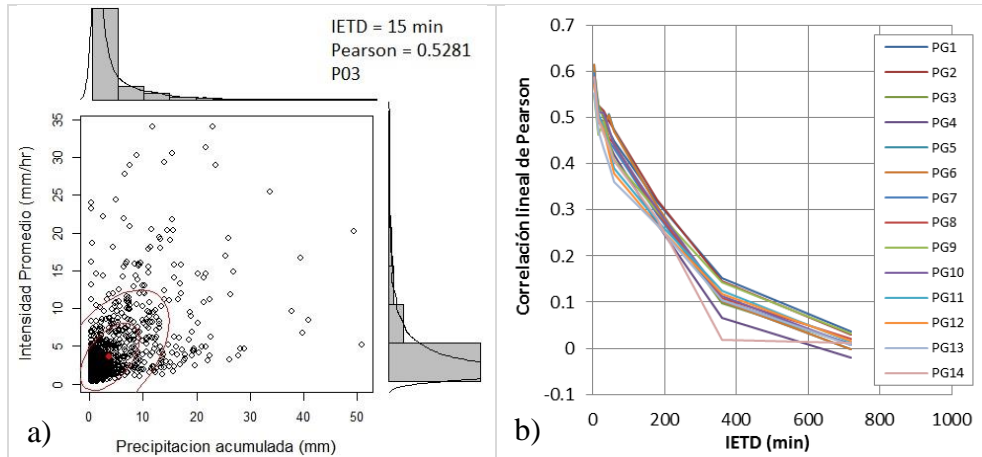 IETD = 15 min
Pearson = 0.5281
P03
Intensidad Promedio (mm/hr)
35
30
25
20
15
10
5
0
0 10 20 30 40 50
Precipitacion acumulada (mm)
a)
Correlación lineal de Pearson
0.7
0.6
0.5
0.4
0.3
0.2
0.1
0
-0.1
0 200 400 600 800 1000
IETD (min)
PG1
PG2
PG3
PG4
PG5
PG6
PG7
PG8
PG9
PG10
PG11
PG12
PG13
PG14
b)